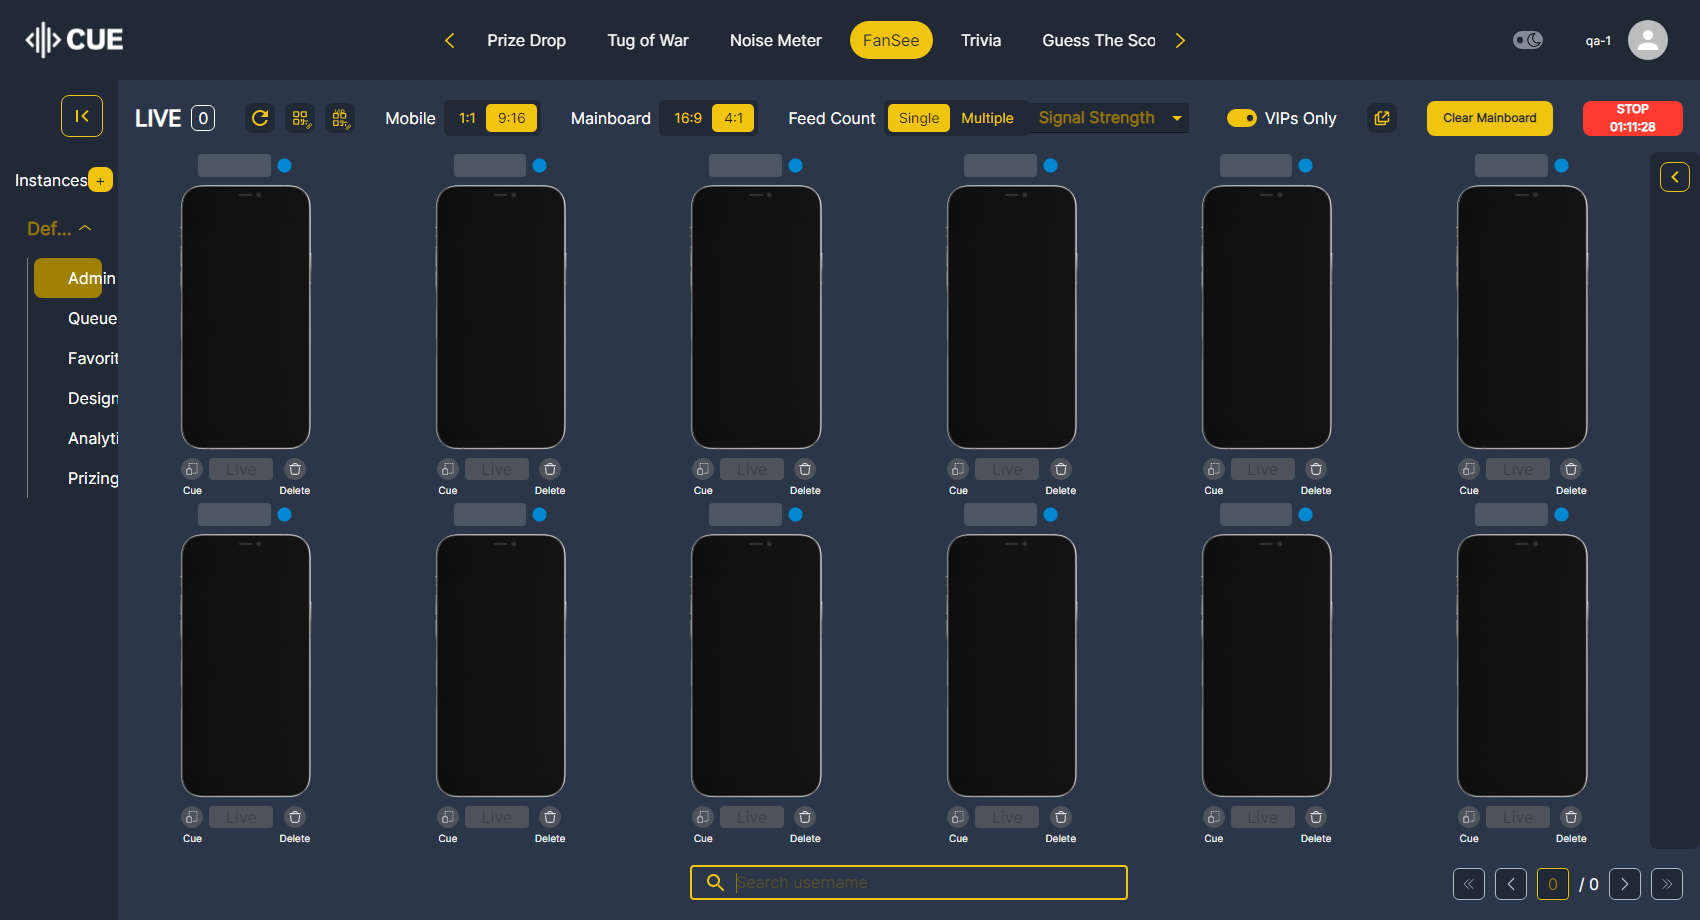 CUE
Prize Drop Tug of War Noise Meter FanSee Trivia Guess The Sco
qa-1
LIVE 0 Mobile 1:1 9:16 Mainboard 16:9 4:1 Feed Count Single Multiple Signal Strength VIPs Only Clear Mainboard STOP
01:11:28
Instances +
Def...
Admin
Queue
Favorit
Design
Analyti
Prizing
Live Live Live Live Live Live
Cue Delete Cue Delete Cue Delete Cue Delete Cue Delete Cue Delete
Live Live Live Live Live Live
Cue Delete Cue Delete Cue Delete Cue Delete Cue Delete Cue Delete
Search username
0 / 0